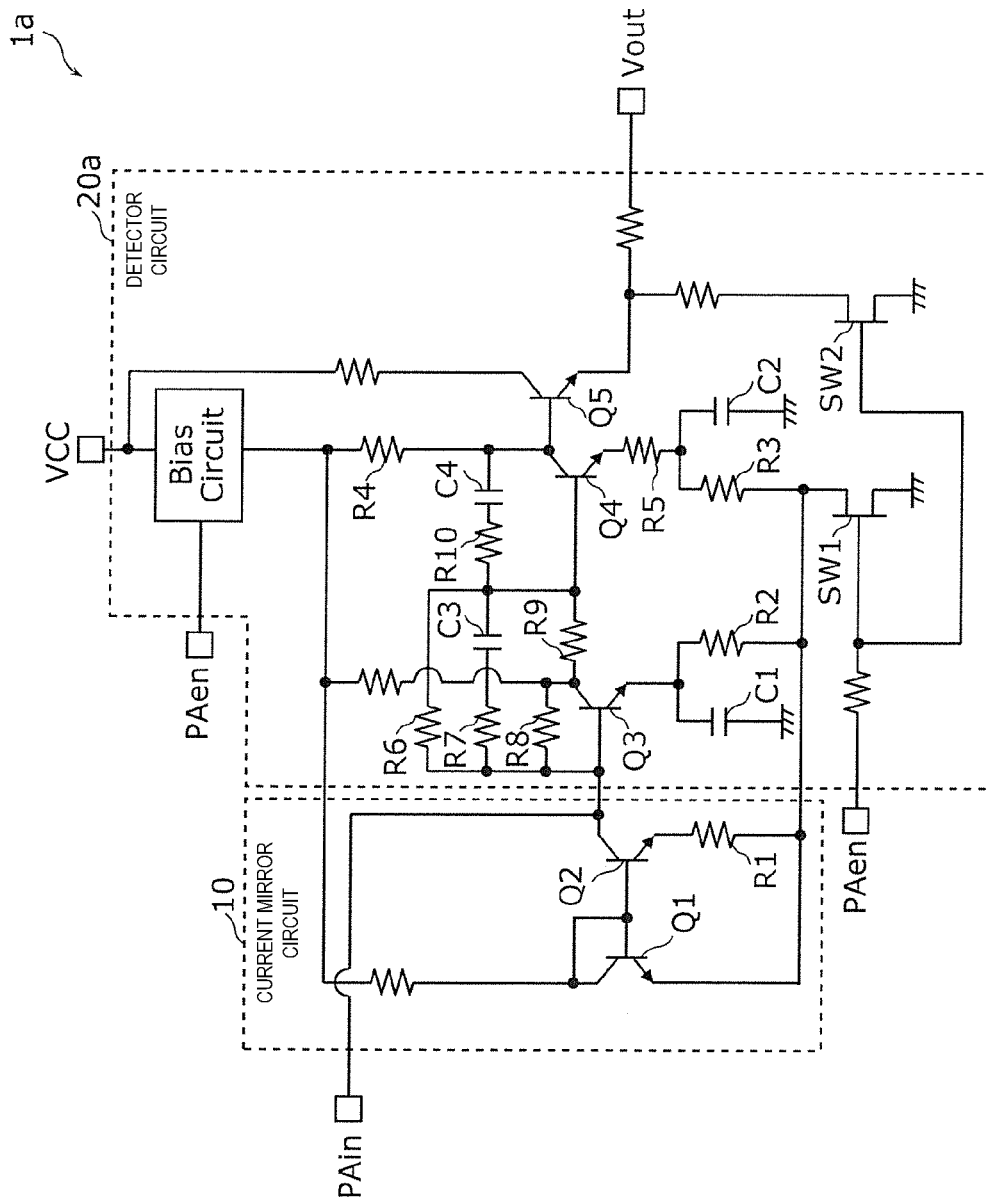 1a
20a
DETECTOR
CIRCUIT
VCC
Bias
Circuit
PAen
Vout
R4
C4
R10
Q5
Q4
R5
C2
R3
SW2
SW1
C3
R9
R6
R7
R8
Q3
C1
R2
PAen
10
CURRENT MIRROR
CIRCUIT
Q2
Q1
R1
PAin